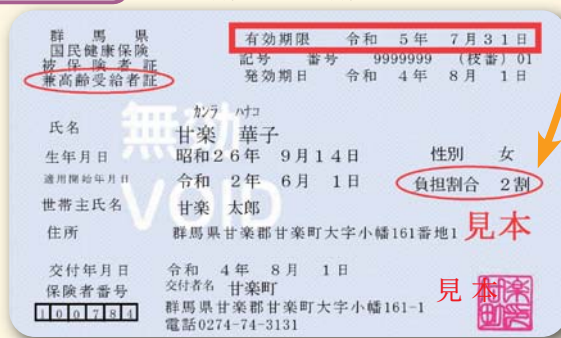 群馬県
国民健康保険
被保険者証
兼高齢受給者証
有効期限 令和 5年 7月31日
記号 番号 9999999 (枝番) 01
発効期日 令和 4年 8月 1日
無効
VOID
カンラ ハナコ
氏名 甘楽 華子
生年月日 昭和26年 9月14日 性別 女
適用開始年月日 令和 2年 6月 1日 負担割合 2割
世帯主氏名 甘楽 太郎
住所 群馬県甘楽郡甘楽町大字小幡161番地1 見本
交付年月日 令和 4年 8月 1日
保険者番号 交付者名 甘楽町 見本
100784 群馬県甘楽郡甘楽町大字小幡161-1
電話0274-74-3131